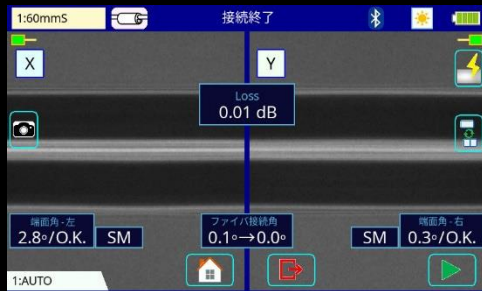 1:60mmS
接続終了
X
Y
Loss
0.01 dB
端面角-左
2.8°/O.K.
SM
ファイバ接続角
0.1°→0.0°
SM
端面角-右
0.3°/O.K.
1:AUTO